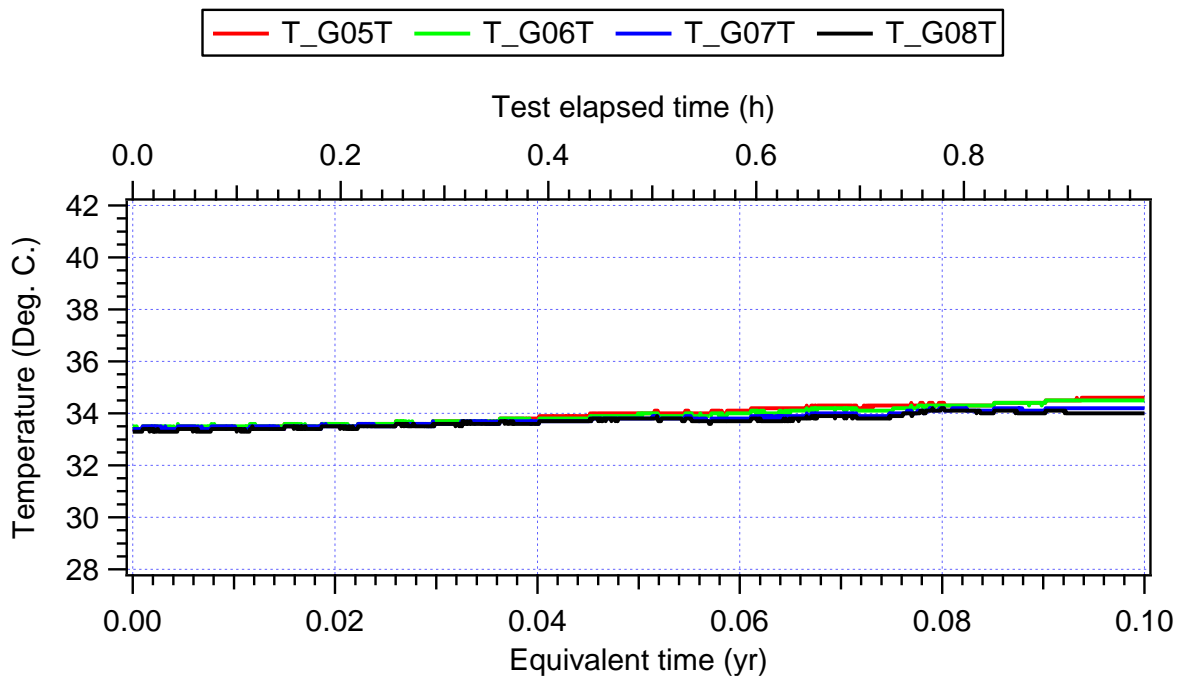 T_G05T T_G06T T_G07T T_G08T
Test elapsed time (h)
0.0 0.2 0.4 0.6 0.8
Temperature (Deg. C.)
42
40
38
36
34
32
30
28
0.00 0.02 0.04 0.06 0.08 0.10
Equivalent time (yr)